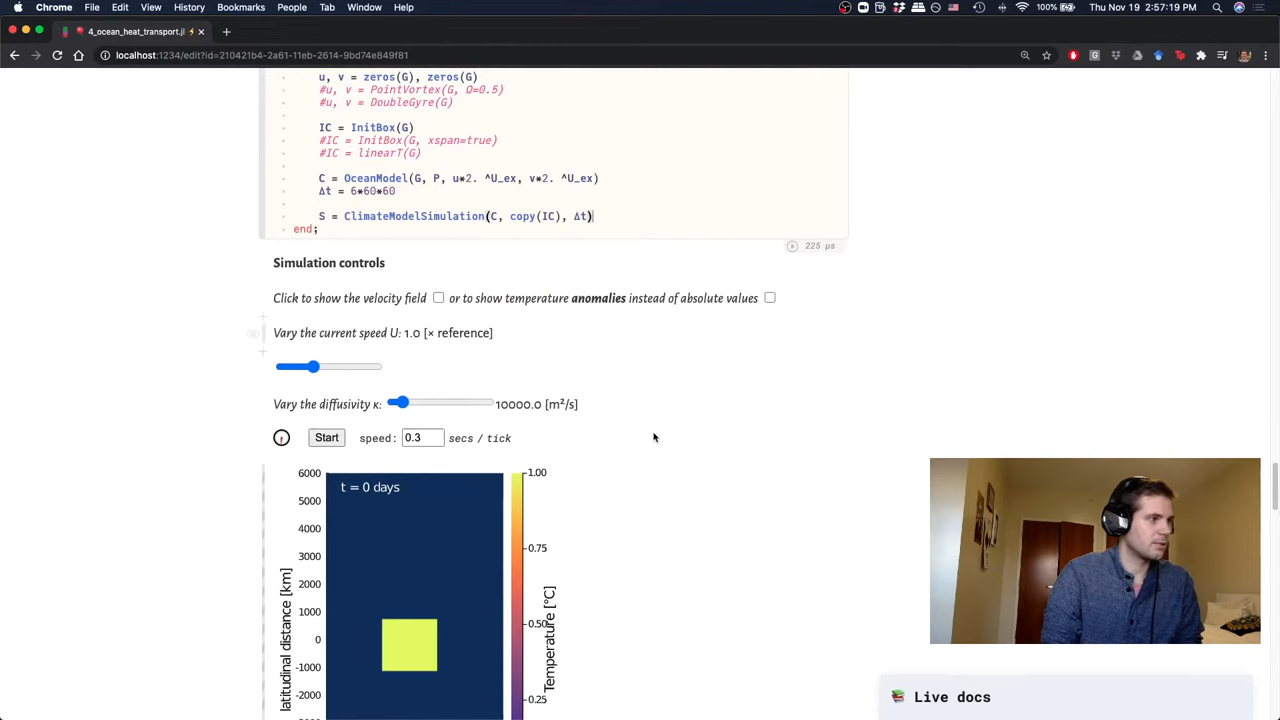 Chrome File Edit View History Bookmarks People Tab Window Help
100% Thu Nov 19 2:57:19 PM
4_ocean_heat_transport.jl ⚡
localhost:1234/edit?id=210421b4-2a61-11eb-2614-9bd74e849f81
u, v = zeros(G), zeros(G)
#u, v = PointVortex(G, Ω=0.5)
#u, v = DoubleGyre(G)
IC = InitBox(G)
#IC = InitBox(G, xspan=true)
#IC = linearT(G)
C = OceanModel(G, P, u*2. ^U_ex, v*2. ^U_ex)
Δt = 6*60*60
S = ClimateModelSimulation(C, copy(IC), Δt)
end;
225 μs
Simulation controls
Click to show the velocity field or to show temperature anomalies instead of absolute values
Vary the current speed U: 1.0 [× reference]
Vary the diffusivity κ: 10000.0 [m²/s]
Start speed: 0.3 secs / tick
t = 0 days
6000
5000
4000
3000
2000
1000
0
-1000
-2000
latitudinal distance [km]
1.00
0.75
0.50
0.25
Temperature [°C]
Live docs